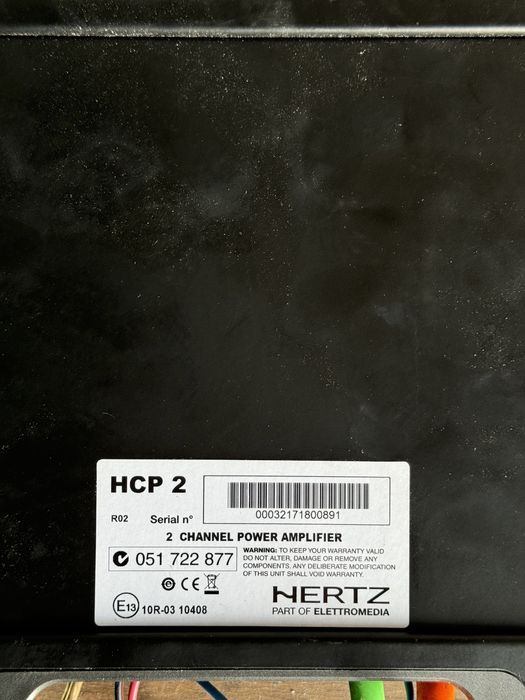 HCP 2
00032171800891
R02 Serial n°
2 CHANNEL POWER AMPLIFIER
051 722 877
WARNING: TO KEEP YOUR WARRANTY VALID
DO NOT ALTER, DAMAGE OR REMOVE ANY
COMPONENTS. ANY DELIBERATE MODIFICATION
OF THIS UNIT SHALL VOID WARRANTY.
e CE
HERTZ
E13 10R-03 10408
PART OF ELETTROMEDIA